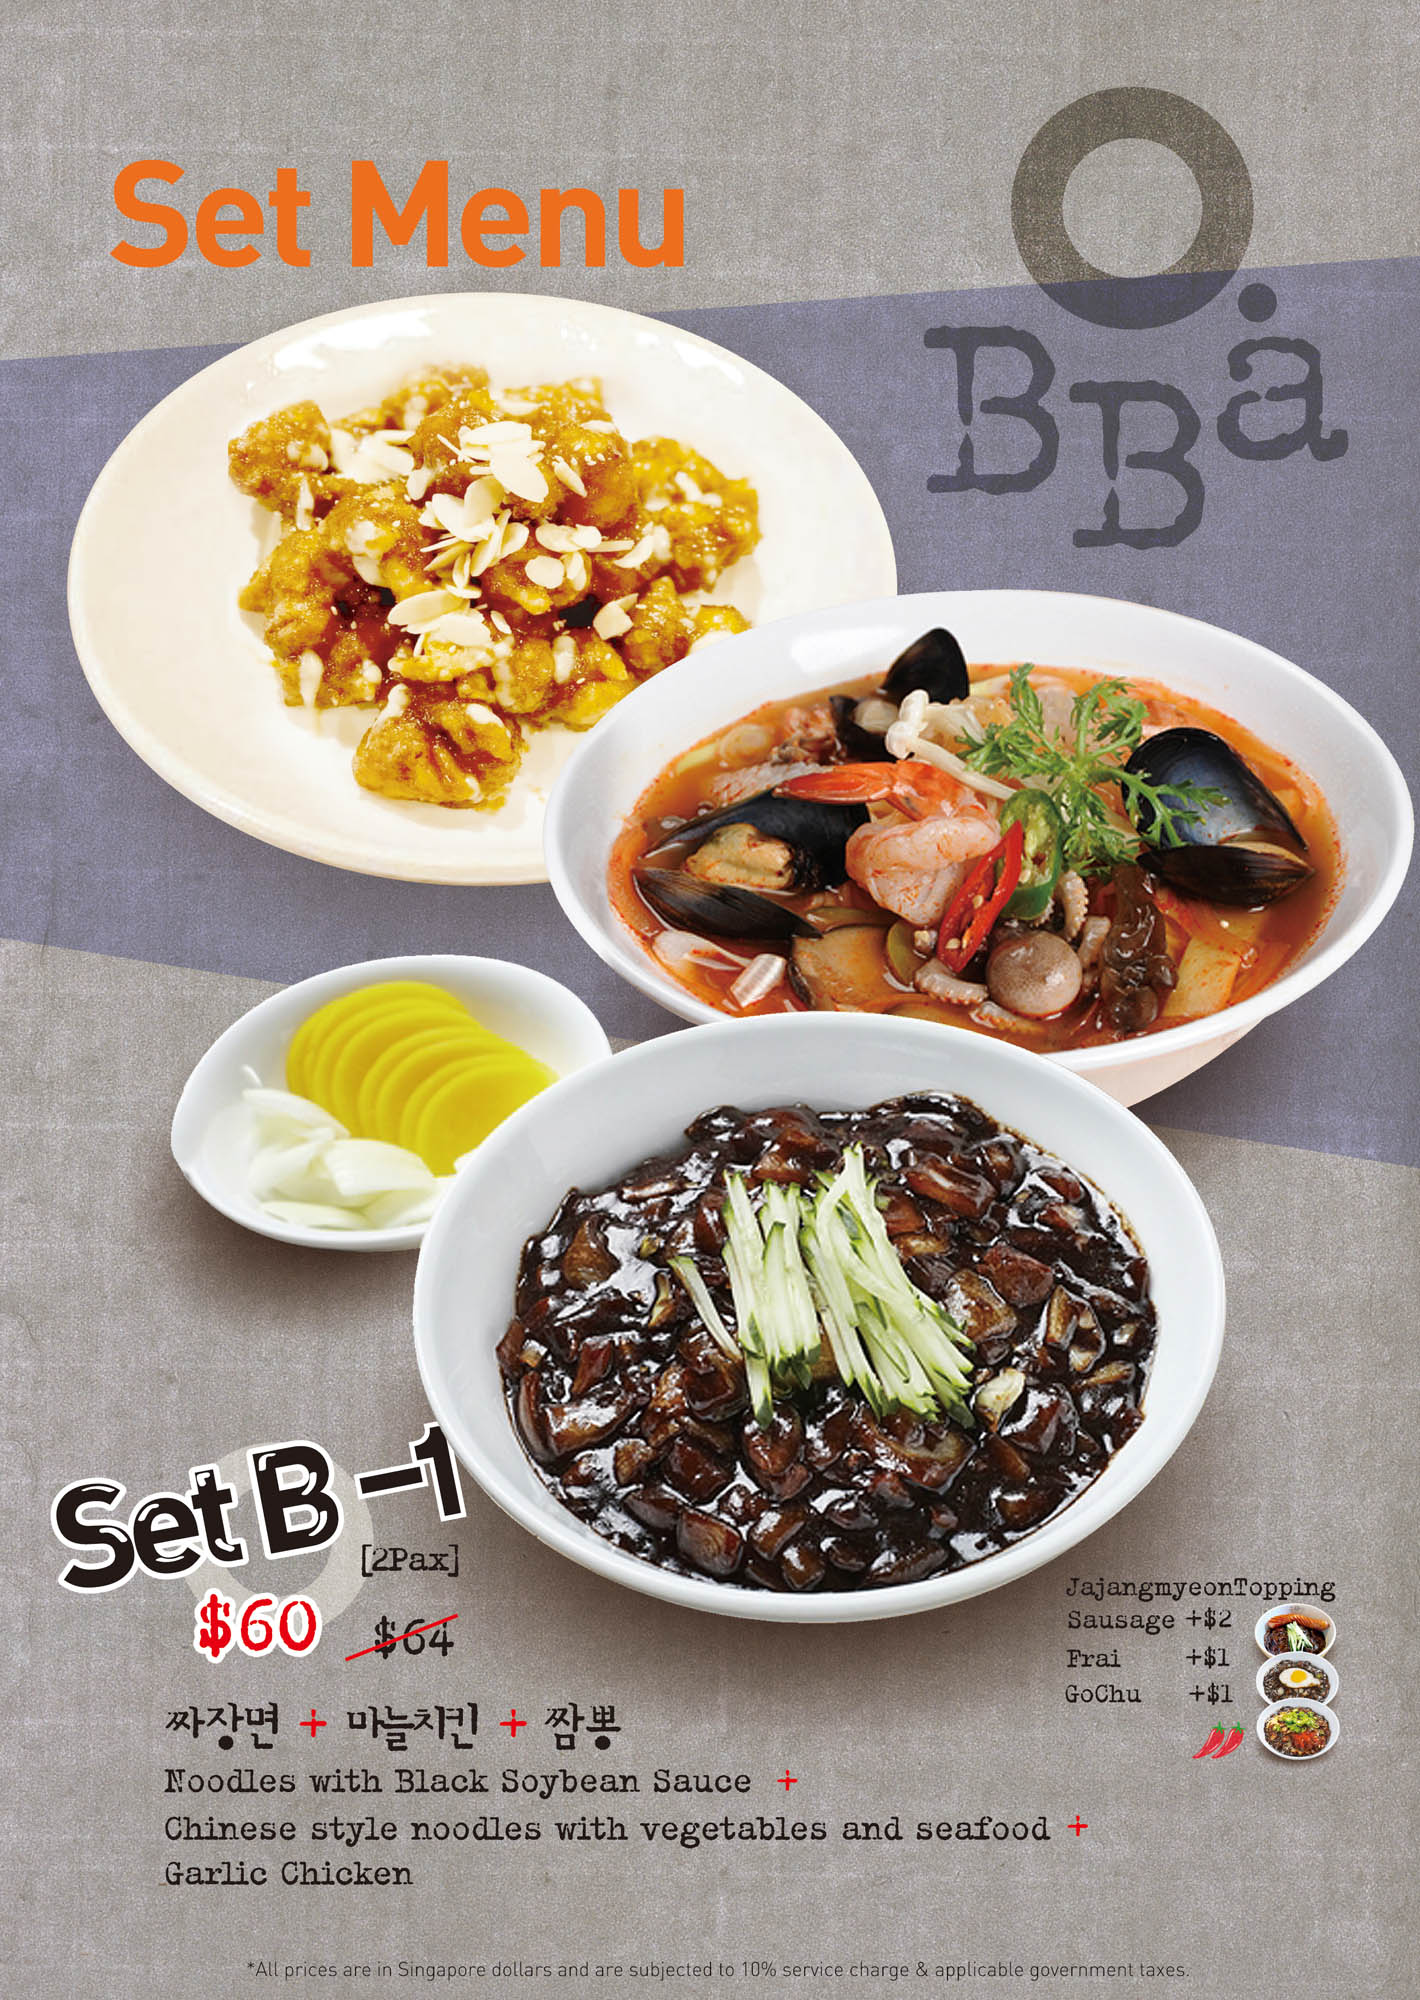 Set Menu
O.BBa
Set B-1
[2Pax]
$60 $64
짜장면 + 마늘치킨 + 짬뽕
Noodles with Black Soybean Sauce +
Chinese style noodles with vegetables and seafood +
Garlic Chicken
JajangmyeonTopping
Sausage +$2
Frai +$1
GoChu +$1
*All prices are in Singapore dollars and are subjected to 10% service charge & applicable government taxes.